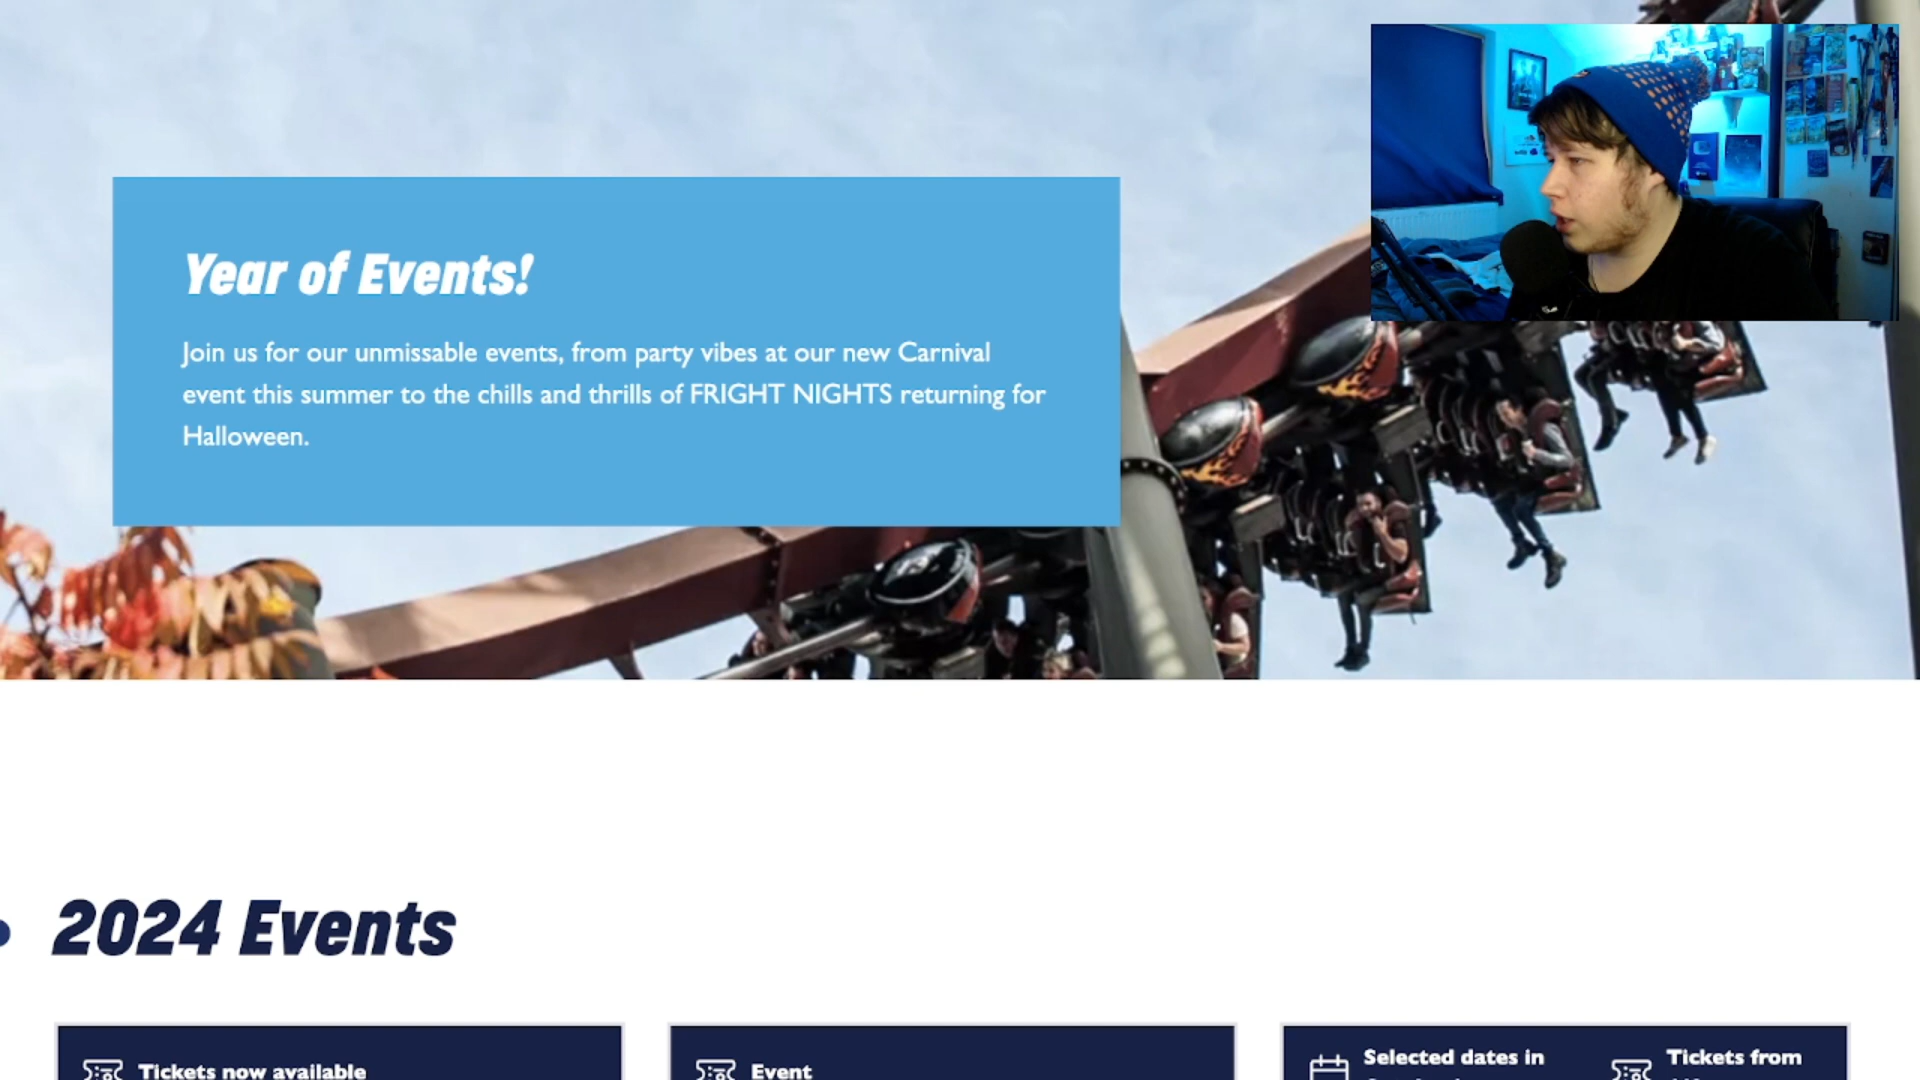 Year of Events!
Join us for our unmissable events, from party vibes at our new Carnival
event this summer to the chills and thrills of FRIGHT NIGHTS returning for
Halloween.
2024 Events
Tickets now available
Event
Selected dates in
Tickets from